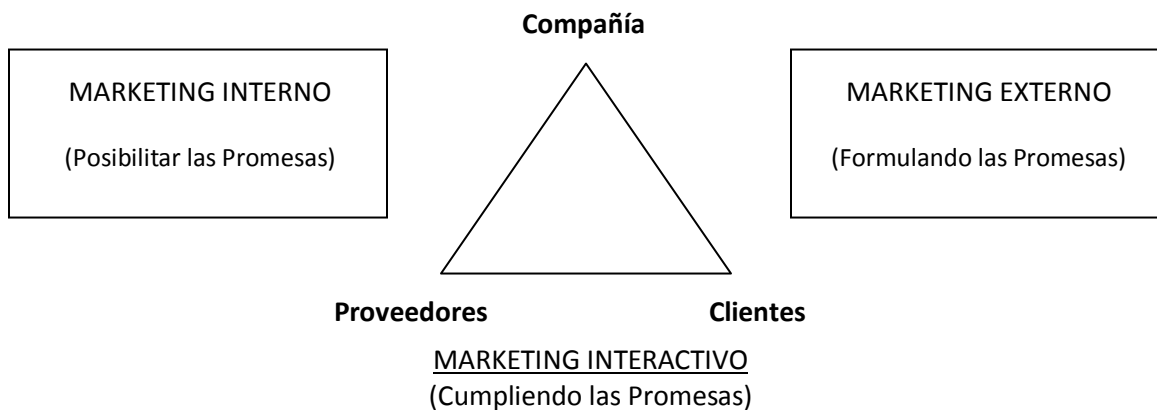 Compañía
MARKETING INTERNO
(Posibilitar las Promesas)
MARKETING EXTERNO
(Formulando las Promesas)
Proveedores
Clientes
MARKETING INTERACTIVO
(Cumpliendo las Promesas)